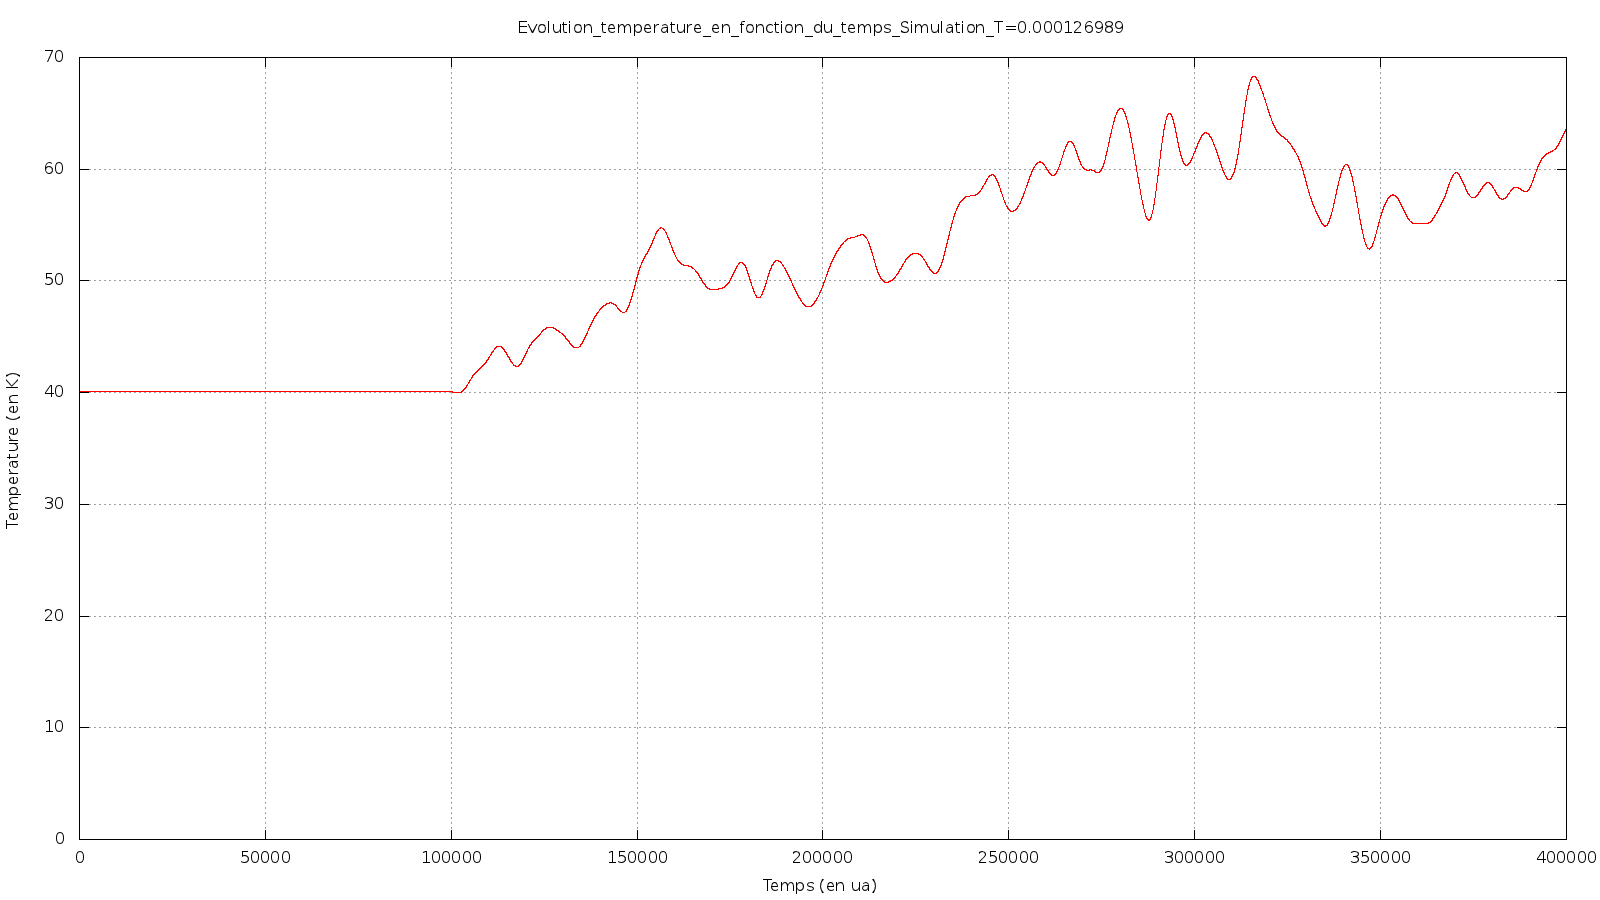 Evolution_temperature_en_fonction_du_temps_Simulation_T=0.000126989
70
60
50
40
30
20
10
0
Temperature (en K)
0 50000 100000 150000 200000 250000 300000 350000 400000
Temps (en ua)